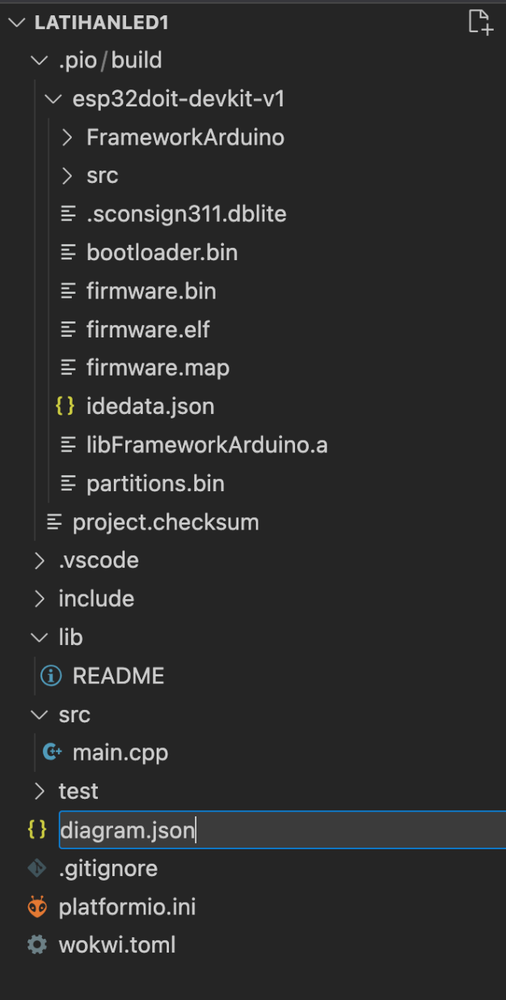 LATIHANLED1
.pio/build
esp32doit-devkit-v1
FrameworkArduino
src
.sconsign311.dblite
bootloader.bin
firmware.bin
firmware.elf
firmware.map
idedata.json
libFrameworkArduino.a
partitions.bin
project.checksum
.vscode
include
lib
README
src
main.cpp
test
diagram.json
.gitignore
platformio.ini
wokwi.toml